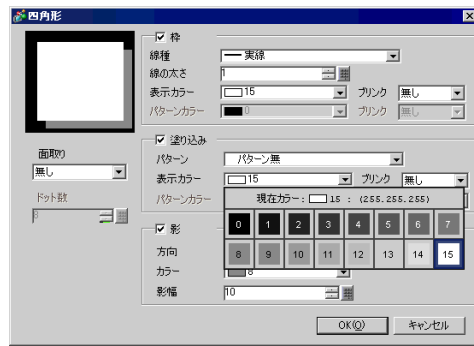 四角形
枠
線種 実線
線の太さ 1
表示カラー 15 ブリンク 無し
パターンカラー 0 ブリンク 無し
塗り込み
パターン パターン無
表示カラー 15 ブリンク 無し
パターンカラー
現在カラー: 15 : (255.255.255)
0 1 2 3 4 5 6 7
8 9 10 11 12 13 14 15
面取り
無し
ドット数
8
影
方向
カラー 8
影幅 10
OK(O) キャンセル